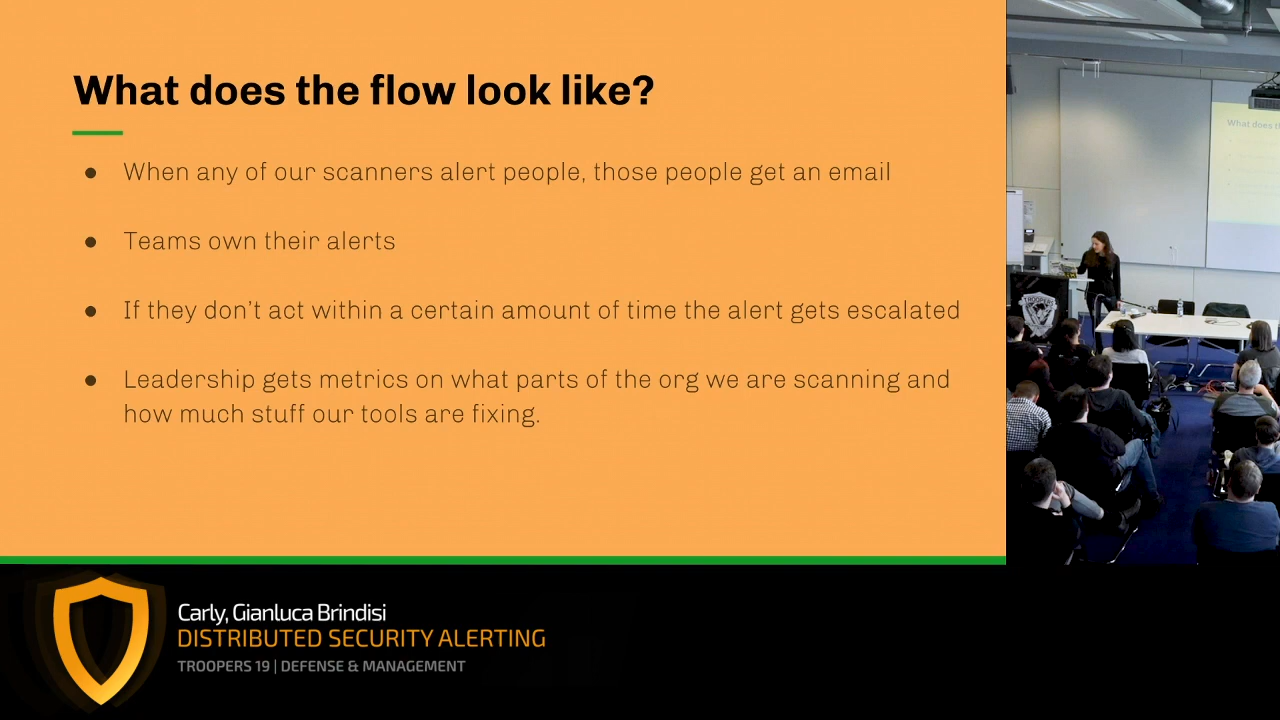 What does the flow look like?
● When any of our scanners alert people, those people get an email
● Teams own their alerts
● If they don’t act within a certain amount of time the alert gets escalated
● Leadership gets metrics on what parts of the org we are scanning and
how much stuff our tools are fixing.
What does t
TROOPERS
Carly, Gianluca Brindisi
DISTRIBUTED SECURITY ALERTING
TROOPERS 19 | DEFENSE & MANAGEMENT